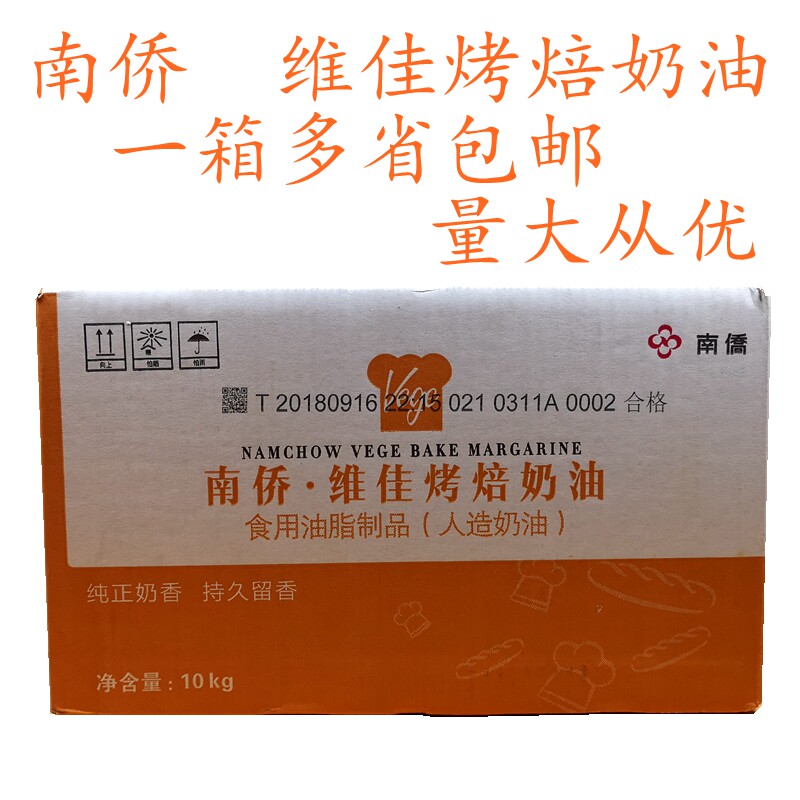 南侨 维佳烤焙奶油
一箱多省包邮
量大从优
向上 怕晒 怕雨
南僑
Vege
T 20180916 22:15 021 0311A 0002 合格
NAMCHOW VEGE BAKE MARGARINE
南侨·维佳烤焙奶油
食用油脂制品（人造奶油）
纯正奶香 持久留香
净含量：10kg